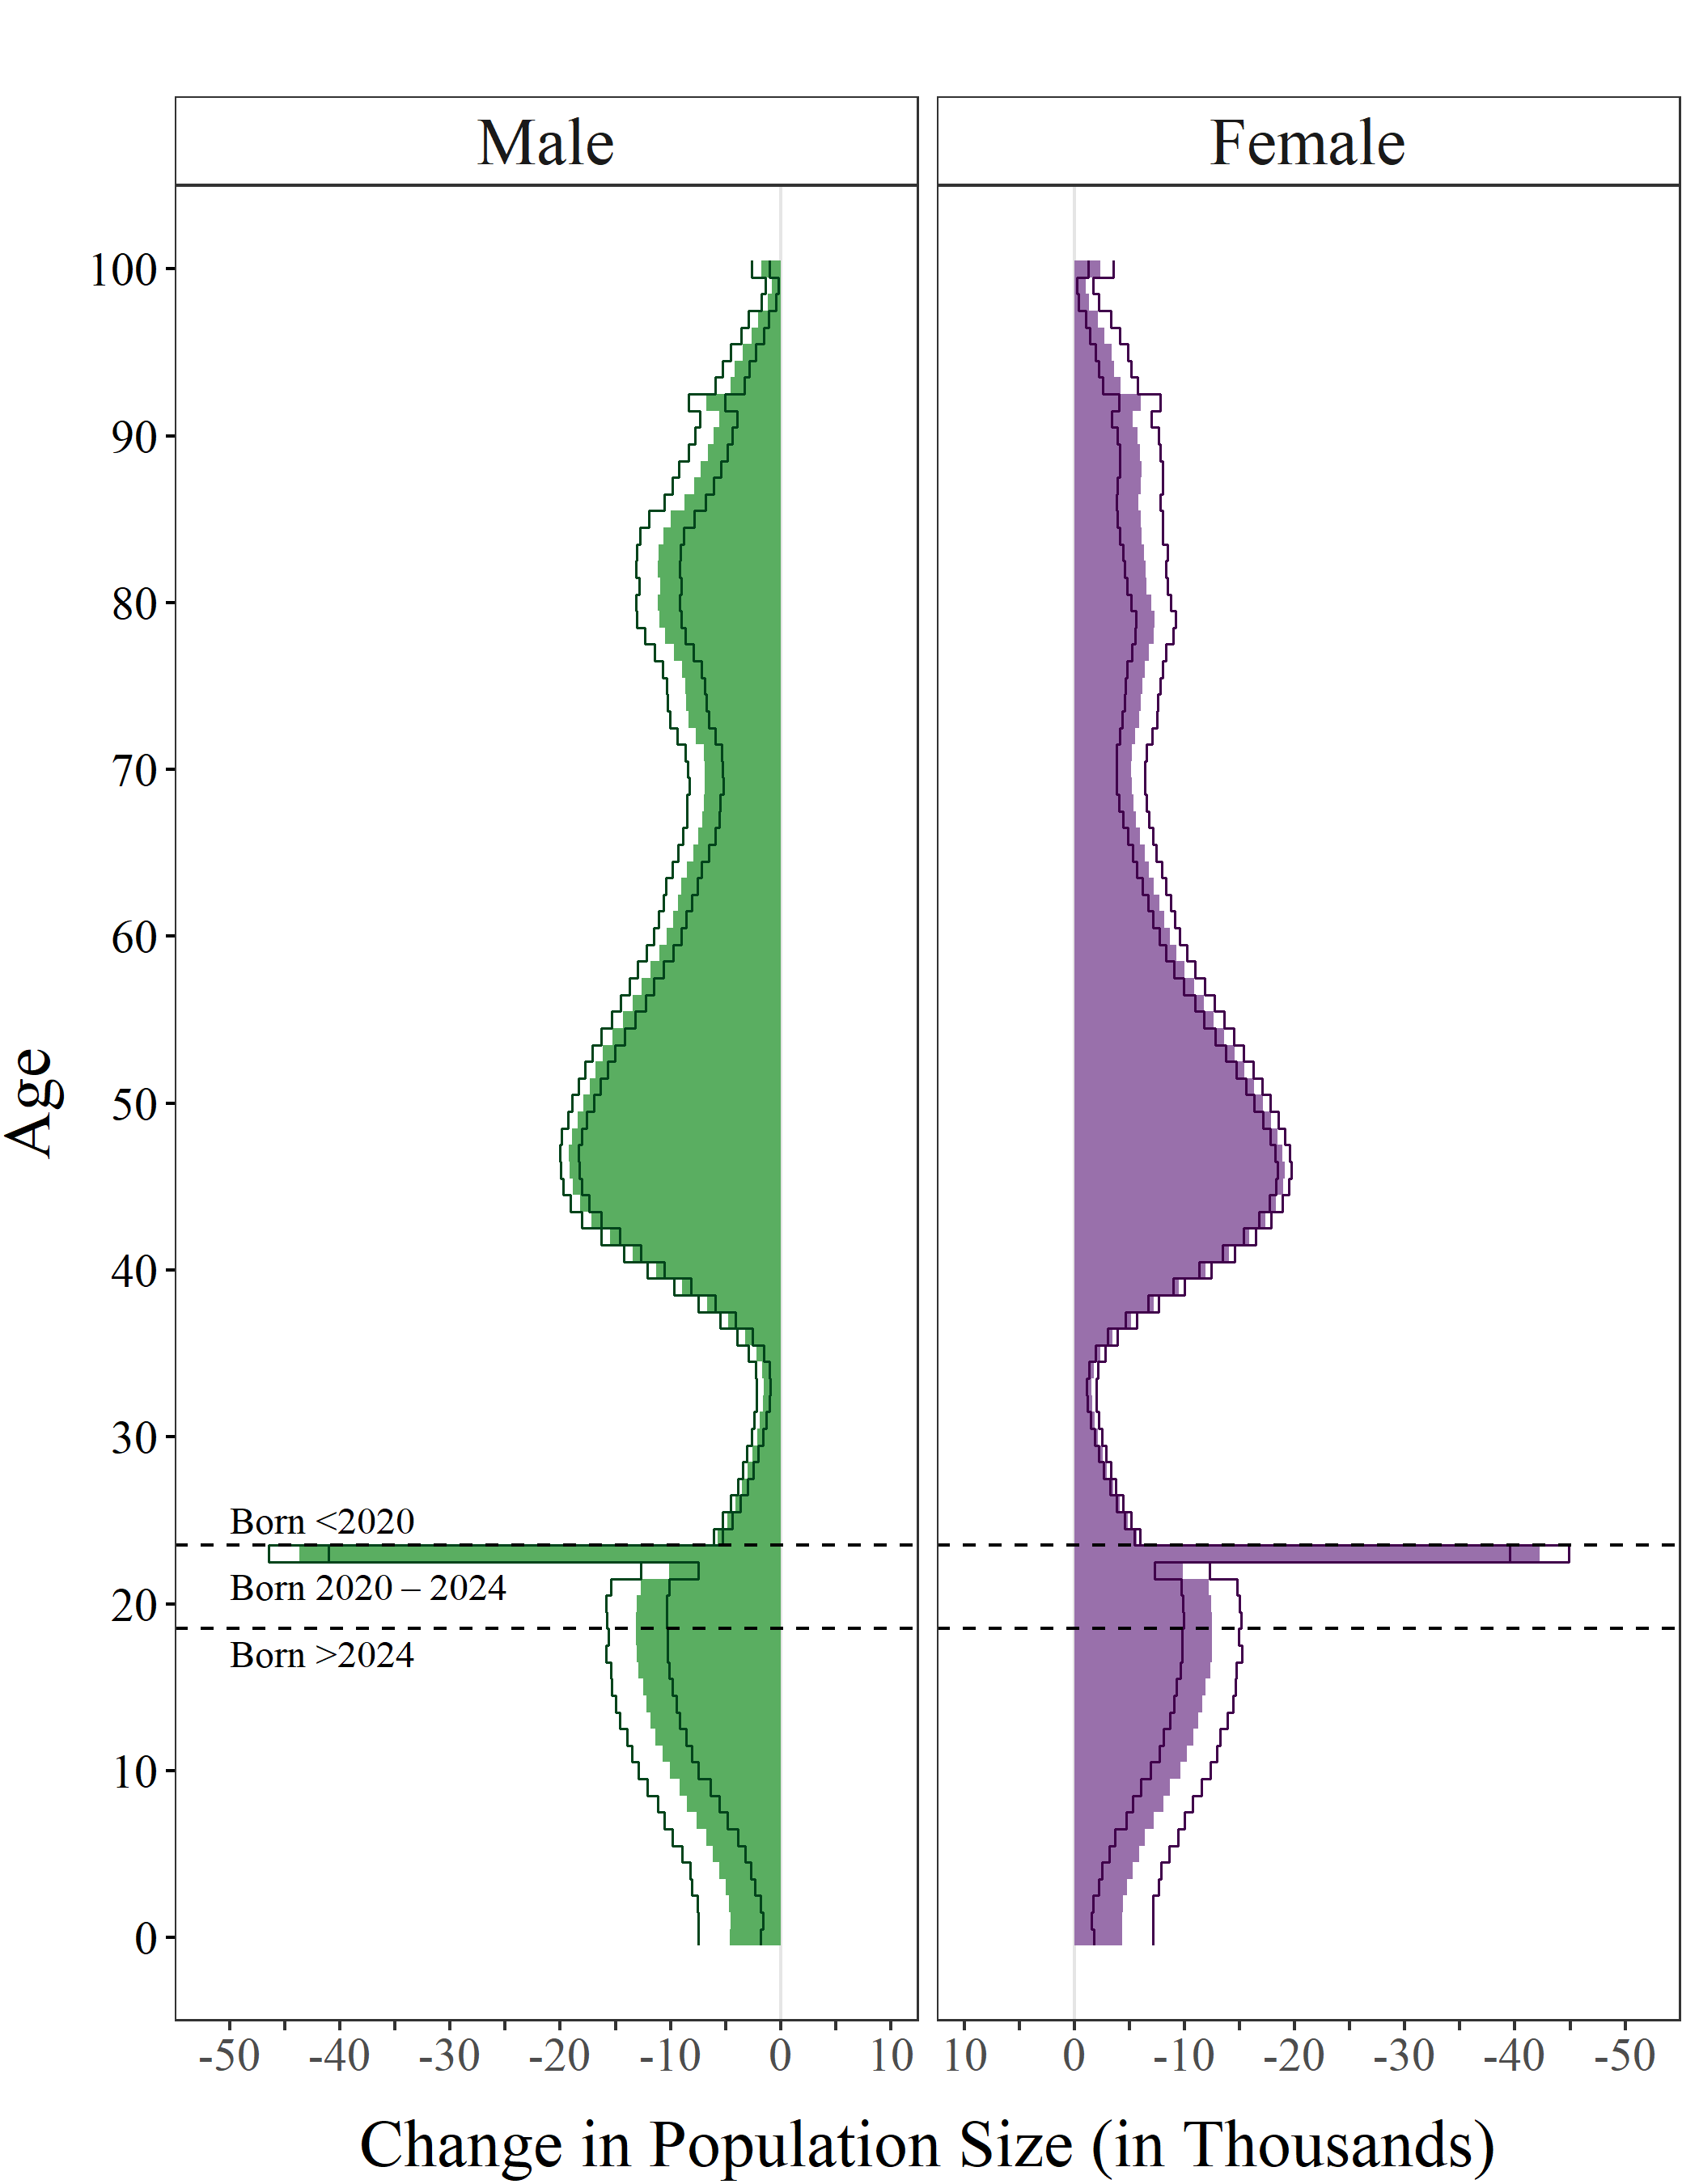 Male
Female
100
90
80
70
60
50
40
30
20
10
0
Age
Born <2020
Born 2020 – 2024
Born >2024
-50 -40 -30 -20 -10 0 10
10 0 -10 -20 -30 -40 -50
Change in Population Size (in Thousands)